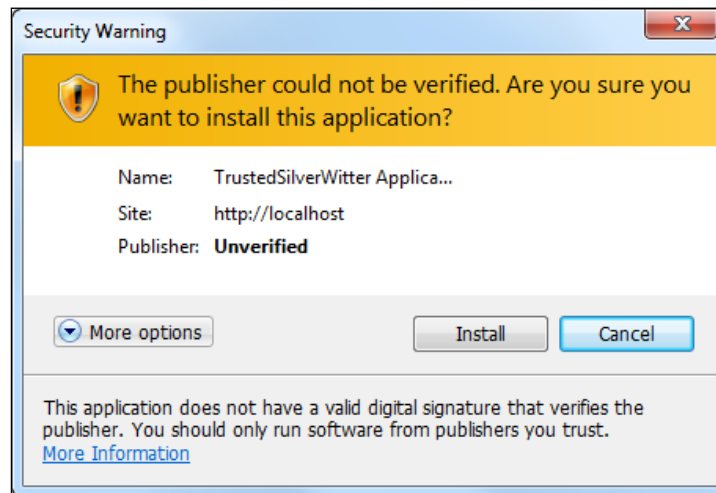 Security Warning
The publisher could not be verified. Are you sure you
want to install this application?
Name: TrustedSilverWitter Applica...
Site: http://localhost
Publisher: Unverified
More options
Install
Cancel
This application does not have a valid digital signature that verifies the
publisher. You should only run software from publishers you trust.
More Information